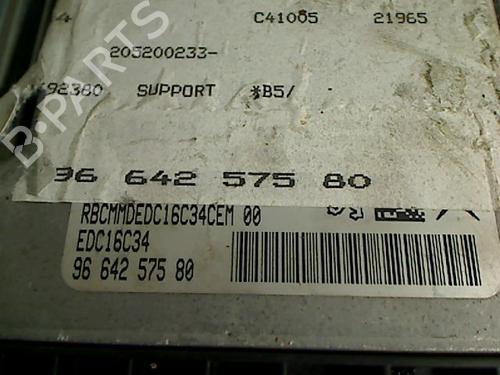 C41005 21965
205200233-
92380 SUPPORT *B5/
96 642 575 80
RBCMMDEDC16C34CEM 00
EDC16C34
96 642 575 80
B-PARTS